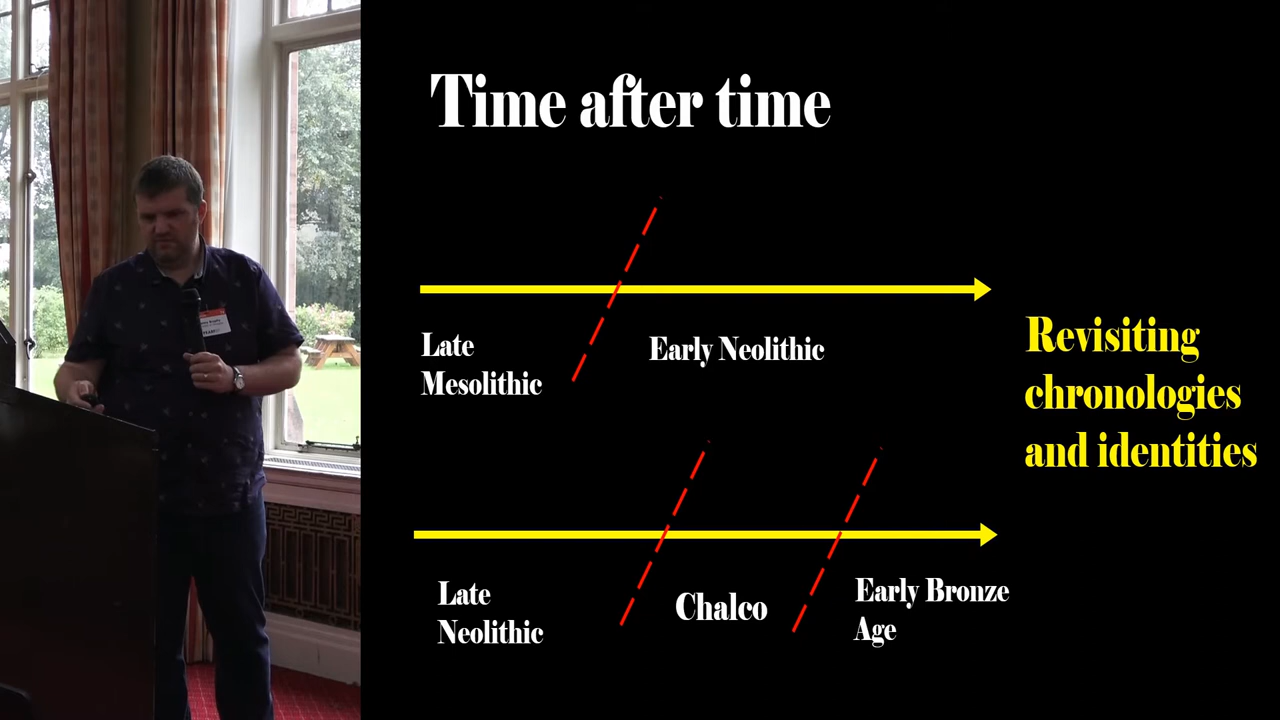 Time after time
Late
Mesolithic
Early Neolithic
Revisiting
chronologies
and identities
Late
Neolithic
Chalco
Early Bronze
Age